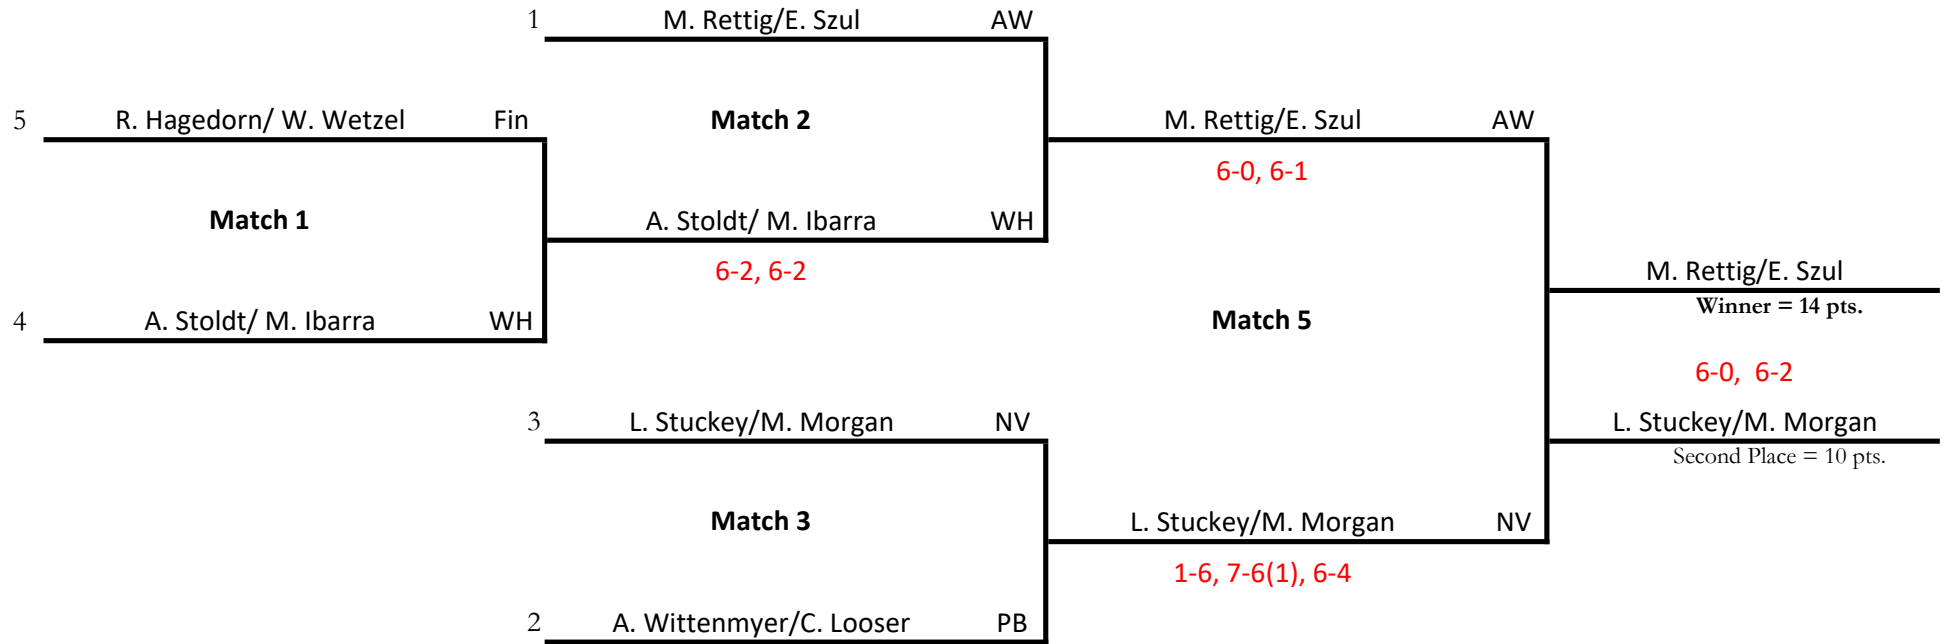 1 M. Rettig/E. Szul AW
5 R. Hagedorn/ W. Wetzel Fin
Match 2
M. Rettig/E. Szul AW
6-0, 6-1
Match 1
A. Stoldt/ M. Ibarra WH
6-2, 6-2
M. Rettig/E. Szul
Winner = 14 pts.
4 A. Stoldt/ M. Ibarra WH
Match 5
6-0,  6-2
3 L. Stuckey/M. Morgan NV
L. Stuckey/M. Morgan
Second Place = 10 pts.
Match 3
L. Stuckey/M. Morgan NV
1-6, 7-6(1), 6-4
2 A. Wittenmyer/C. Looser PB